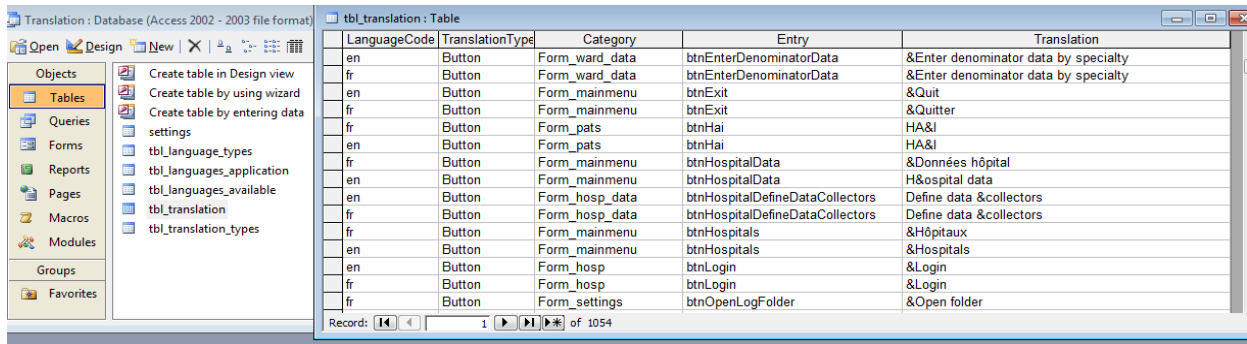 Translation : Database (Access 2002 - 2003 file format)
Open Design New
Objects
Tables
Queries
Forms
Reports
Pages
Macros
Modules
Groups
Favorites
Create table in Design view
Create table by using wizard
Create table by entering data
settings
tbl_language_types
tbl_languages_application
tbl_languages_available
tbl_translation
tbl_translation_types
tbl_translation : Table
LanguageCode TranslationType Category Entry Translation
en Button Form_ward_data btnEnterDenominatorData &Enter denominator data by specialty
fr Button Form_ward_data btnEnterDenominatorData &Enter denominator data by specialty
en Button Form_mainmenu btnExit &Quit
fr Button Form_mainmenu btnExit &Quitter
fr Button Form_pats btnHai HA&I
en Button Form_pats btnHai HA&I
fr Button Form_mainmenu btnHospitalData &Données hôpital
en Button Form_mainmenu btnHospitalData H&ospital data
en Button Form_hosp_data btnHospitalDefineDataCollectors Define data &collectors
fr Button Form_hosp_data btnHospitalDefineDataCollectors Define data &collectors
fr Button Form_mainmenu btnHospitals &Hôpitaux
en Button Form_mainmenu btnHospitals &Hospitals
en Button Form_hosp btnLogin &Login
fr Button Form_hosp btnLogin &Login
fr Button Form_settings btnOpenLogFolder &Open folder
Record: 1 of 1054